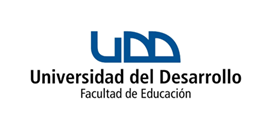 UDD
Universidad del Desarrollo
Facultad de Educación